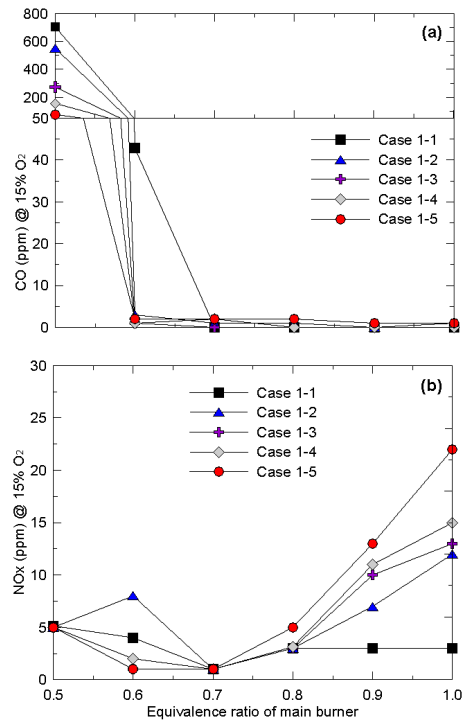 800
600
400
200
50
40
30
20
10
0
CO (ppm) @ 15% O2
(a)
Case 1-1
Case 1-2
Case 1-3
Case 1-4
Case 1-5
30
25
20
15
10
5
0
NOx (ppm) @ 15% O2
(b)
Case 1-1
Case 1-2
Case 1-3
Case 1-4
Case 1-5
0.5 0.6 0.7 0.8 0.9 1.0
Equivalence ratio of main burner